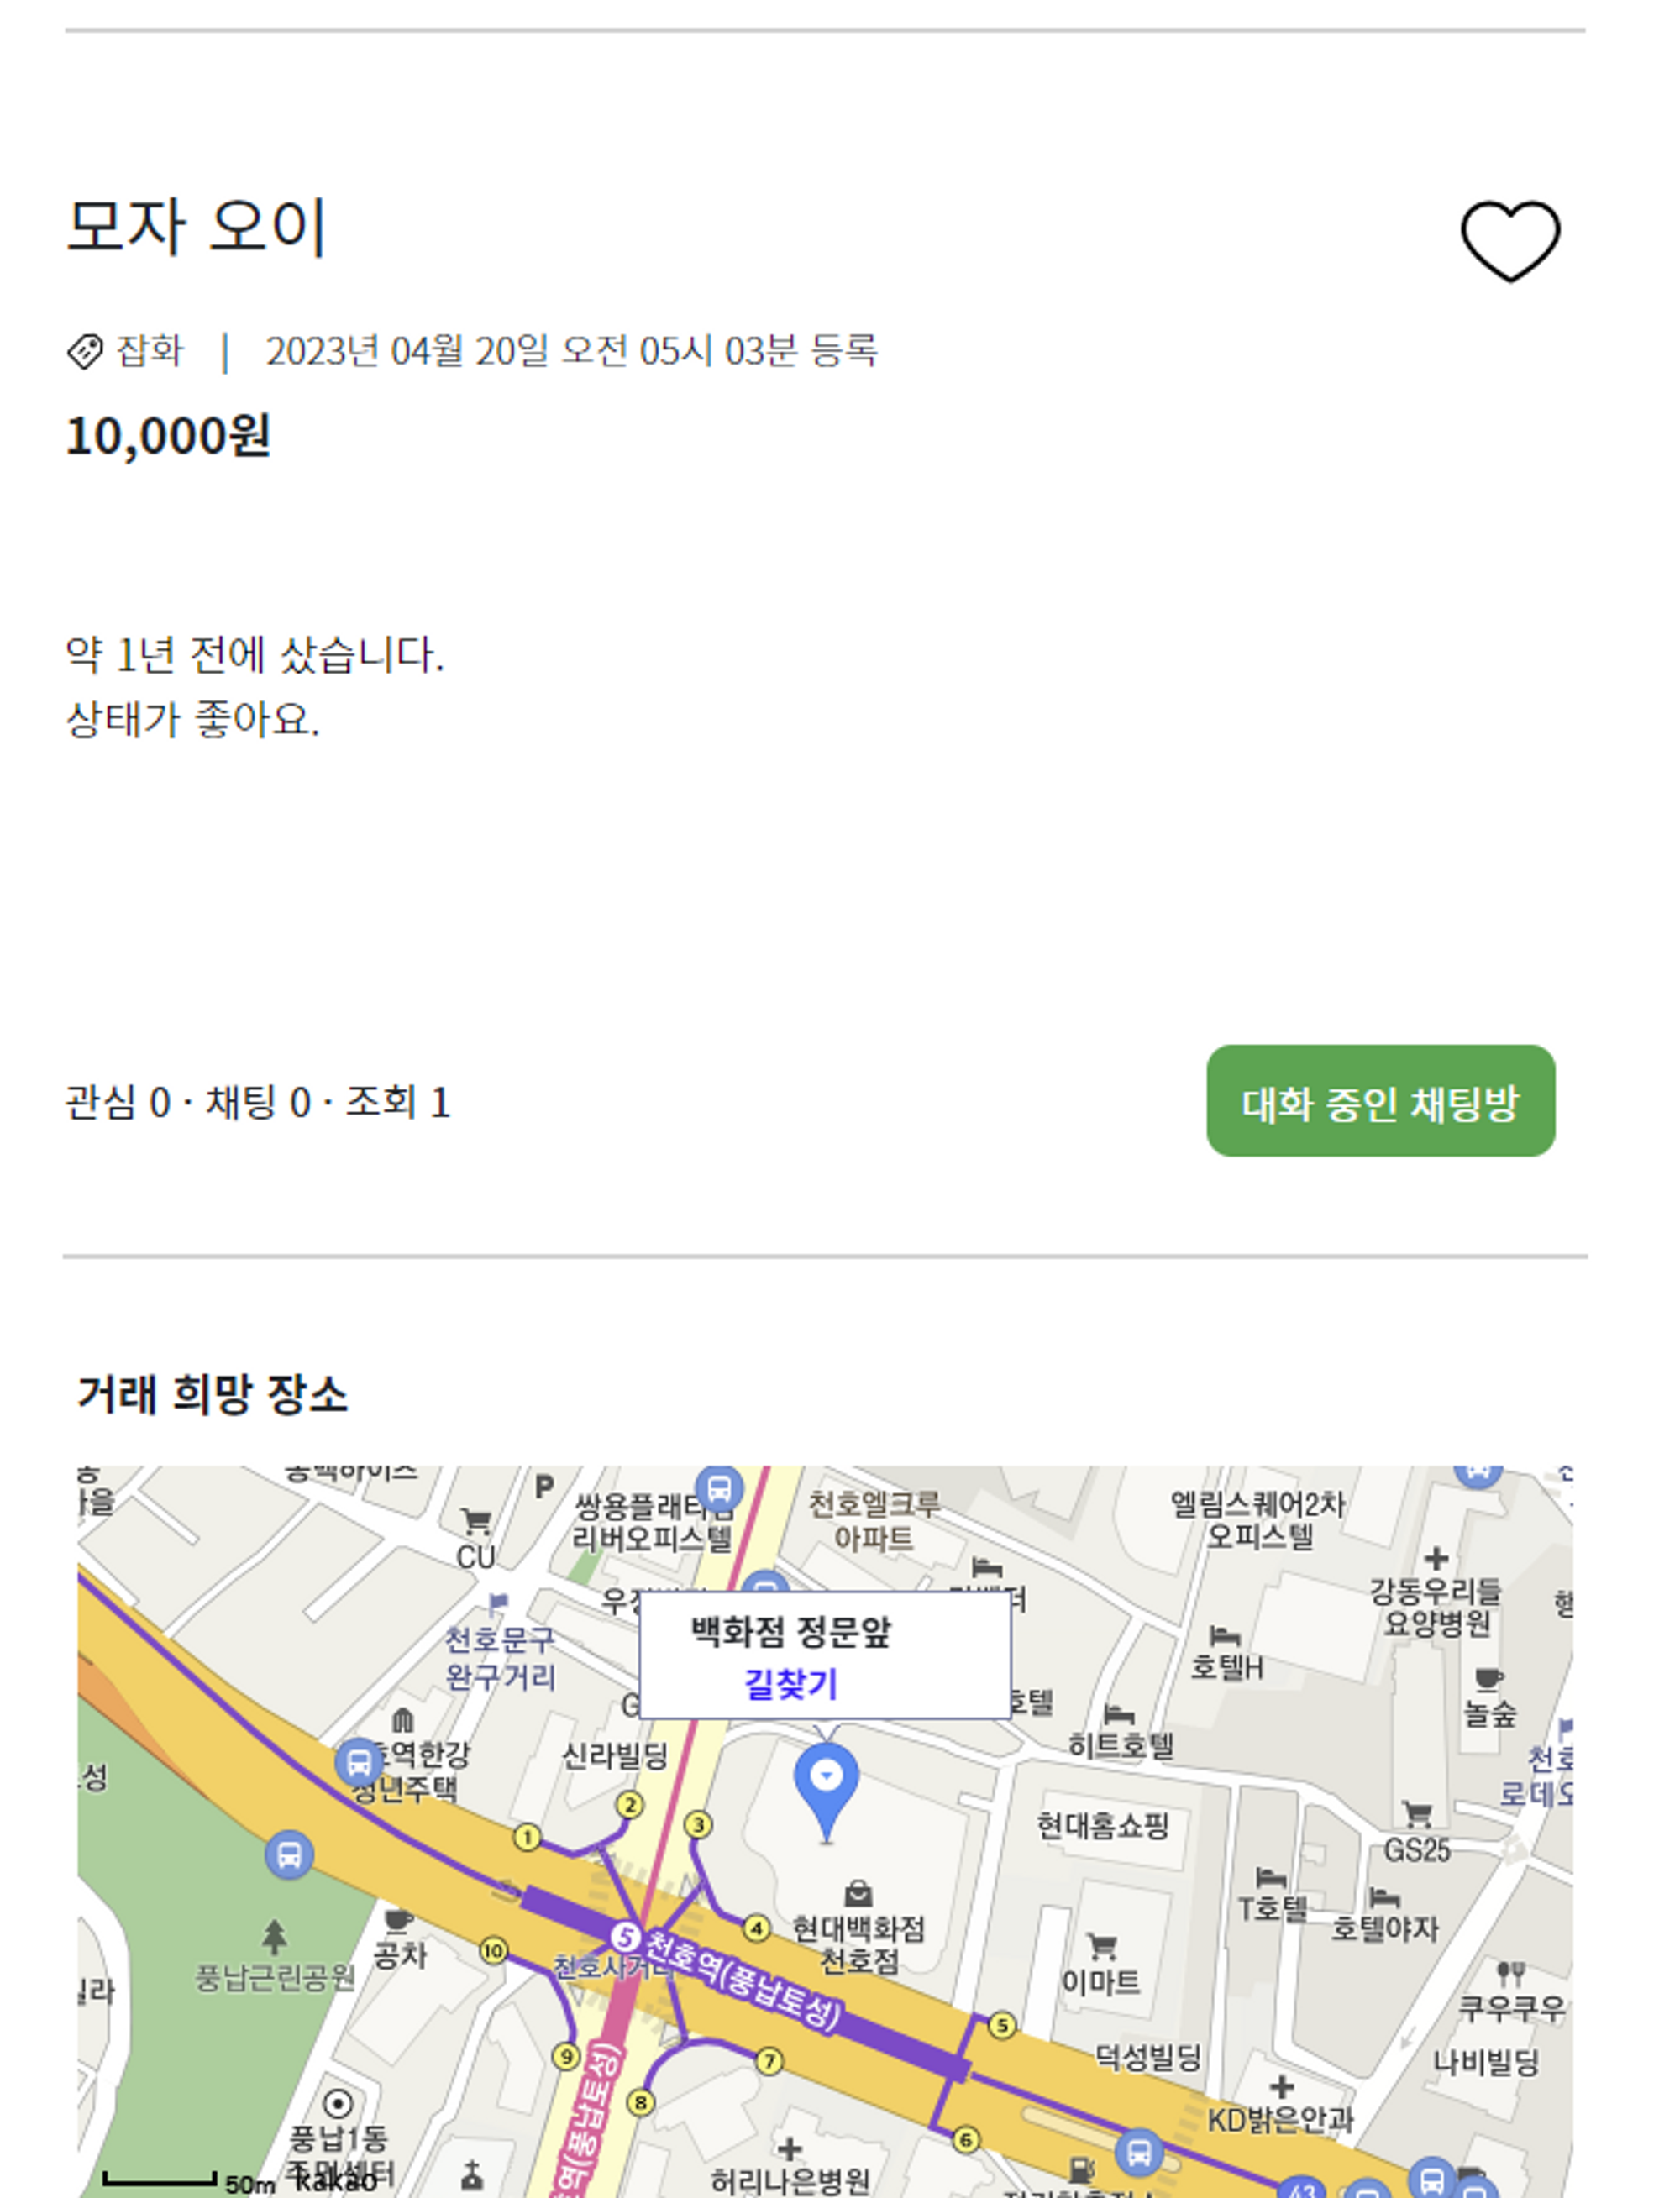 모자 오이
잡화 | 2023년 04월 20일 오전 05시 03분 등록
10,000원
약 1년 전에 샀습니다.
상태가 좋아요.
관심 0 · 채팅 0 · 조회 1
대화 중인 채팅방
거래 희망 장소
P
쌍용플래티넘
리버오피스텔
천호엘크루
아파트
엘림스퀘어2차
오피스텔
CU
강동우리들
요양병원
백화점 정문앞
길찾기
천호문구
완구거리
호텔H
호텔
놀숲
히트호텔
신라빌딩
역한강
청년주택
성
천호
2
3
1
현대홈쇼핑
GS25
T호텔
호텔야자
4
현대백화점
천호점
5
천호역(풍납토성)
천호사거리
10
공차
풍납근린공원
이마트
쿠우쿠우
5
9
7
8
덕성빌딩
나비빌딩
6
KD밝은안과
풍납1동
주민센터
허리나은병원
역(풍납토성)
50m kakao
43